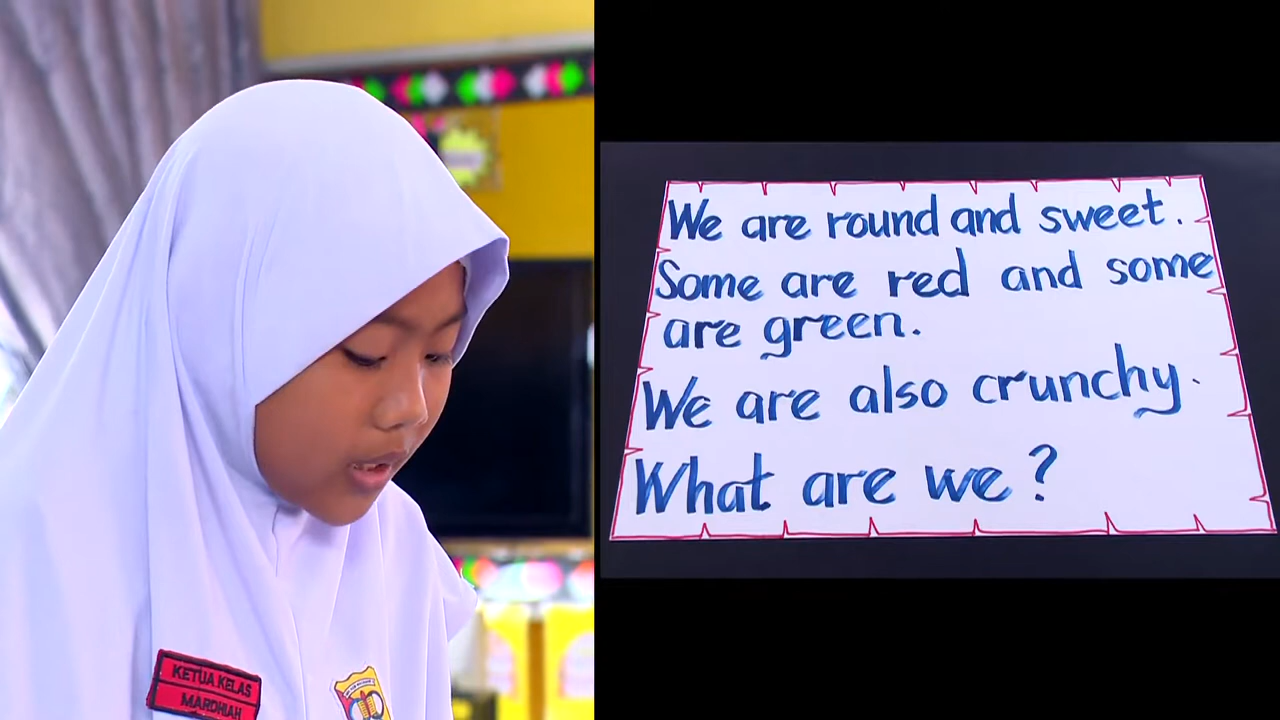 We are round and sweet.
Some are red and some
are green.
We are also crunchy.
What are we?
KETUA KELAS
MARDHIAH